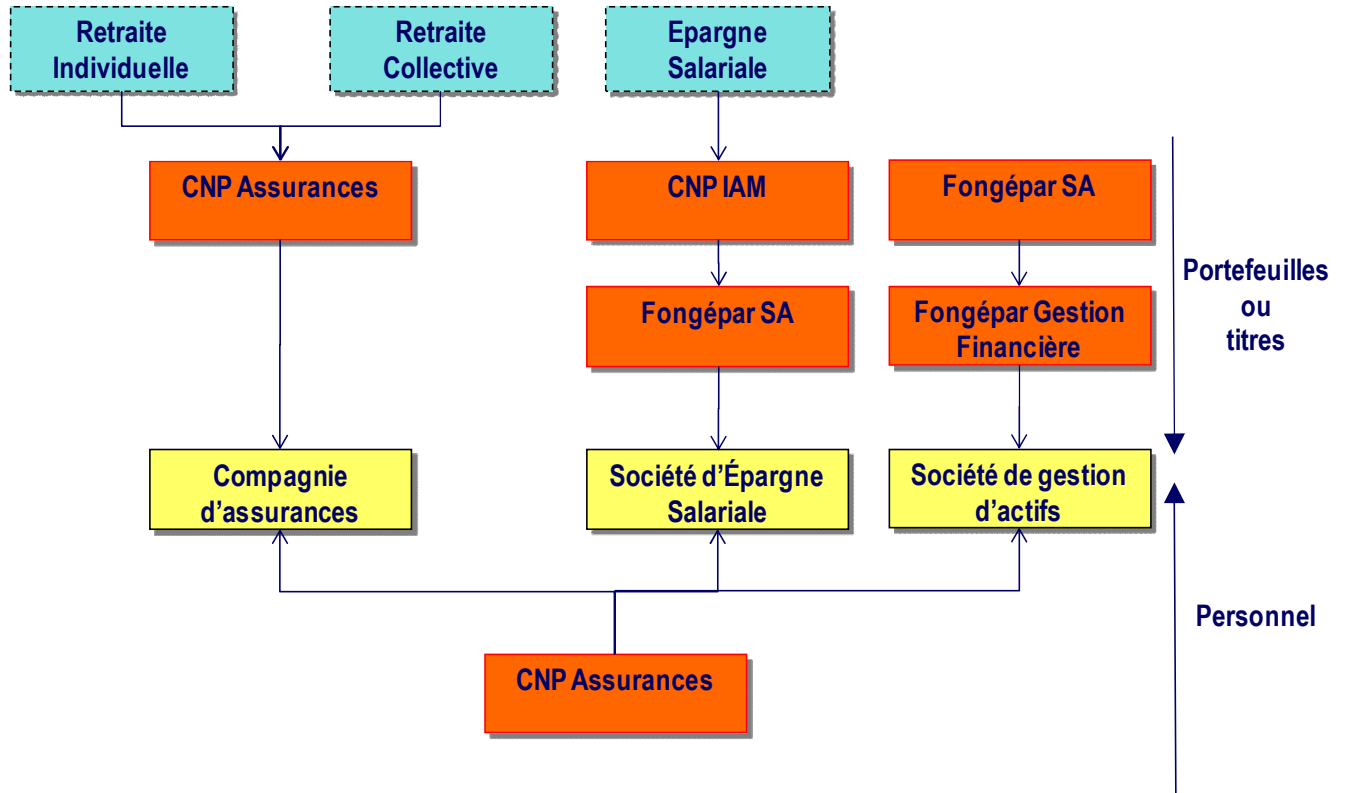 Retraite
Individuelle
Retraite
Collective
Epargne
Salariale
CNP Assurances
CNP IAM
Fongépar SA
Fongépar SA
Fongépar Gestion
Financière
Portefeuilles
ou
titres
Compagnie
d’assurances
Société d’Épargne
Salariale
Société de gestion
d’actifs
Personnel
CNP Assurances